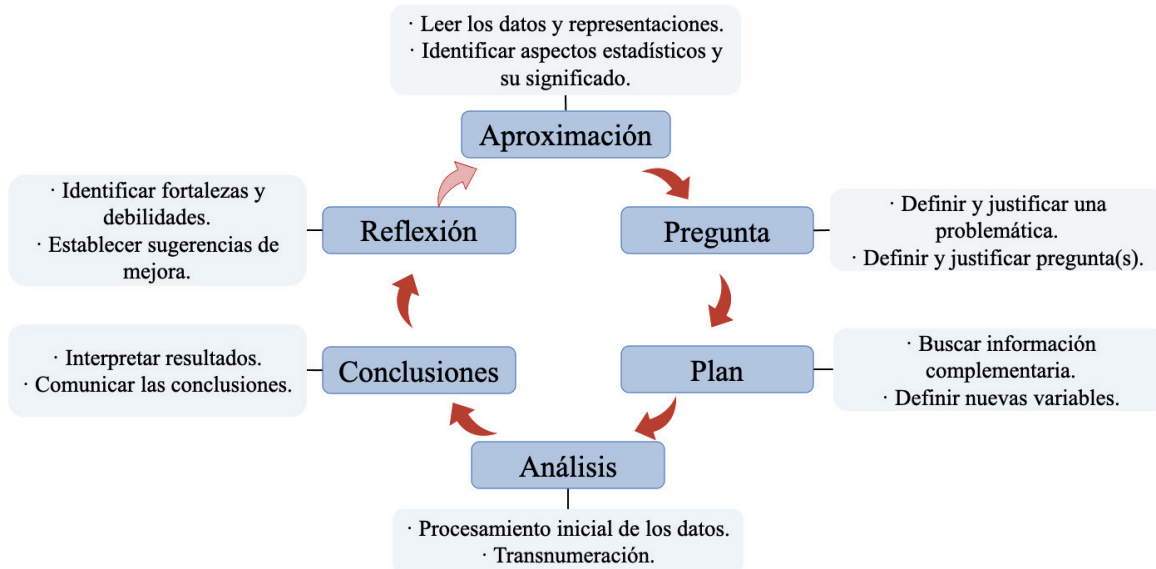 · Leer los datos y representaciones.
· Identificar aspectos estadísticos y
su significado.
Aproximación
· Identificar fortalezas y
debilidades.
· Establecer sugerencias de
mejora.
Reflexión
Pregunta
· Definir y justificar una
problemática.
· Definir y justificar pregunta(s).
· Interpretar resultados.
· Comunicar las conclusiones.
Conclusiones
Plan
· Buscar información
complementaria.
· Definir nuevas variables.
Análisis
· Procesamiento inicial de los datos.
· Transnumeración.